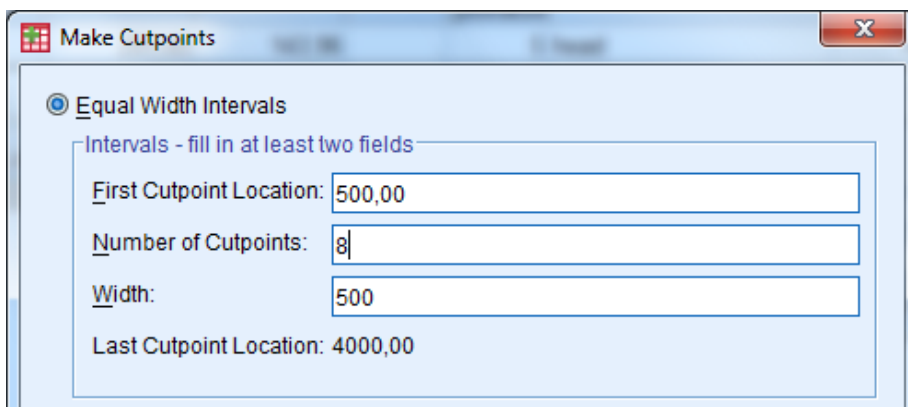 Make Cutpoints
Equal Width Intervals
Intervals - fill in at least two fields
First Cutpoint Location: 500,00
Number of Cutpoints: 8
Width: 500
Last Cutpoint Location: 4000,00